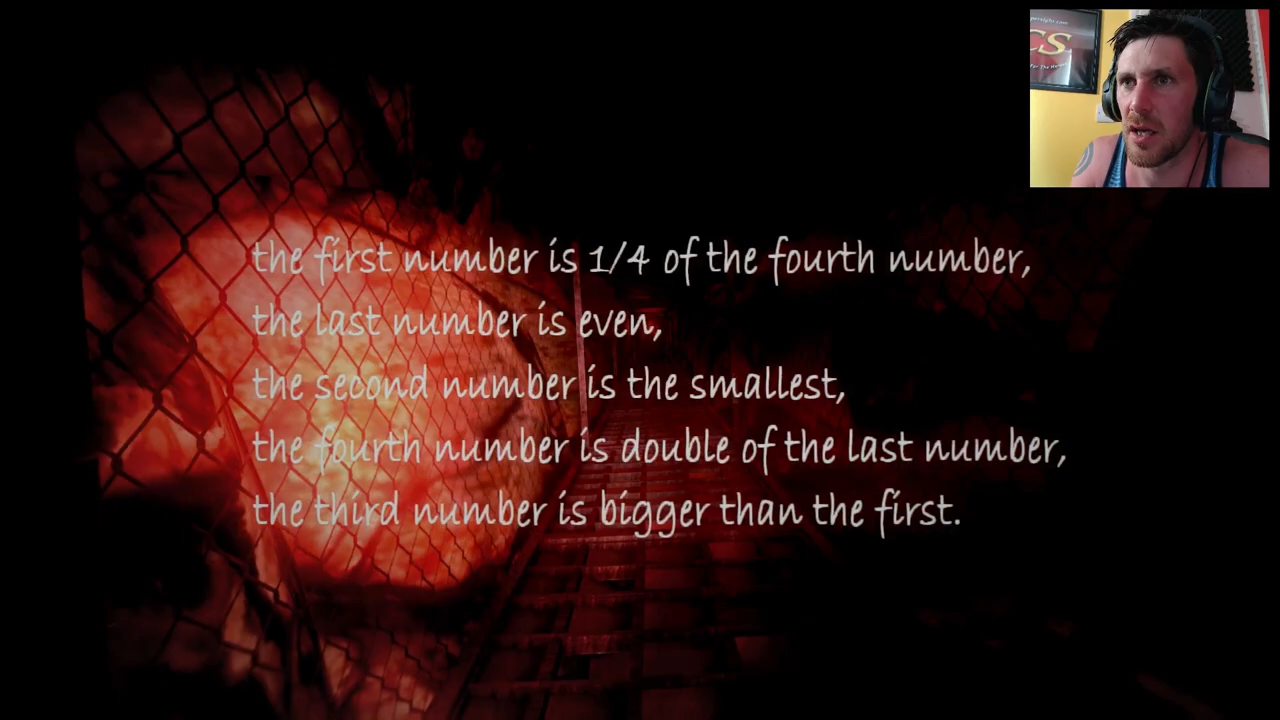 CS
the first number is 1/4 of the fourth number,
the last number is even,
the second number is the smallest,
the fourth number is double of the last number,
the third number is bigger than the first.